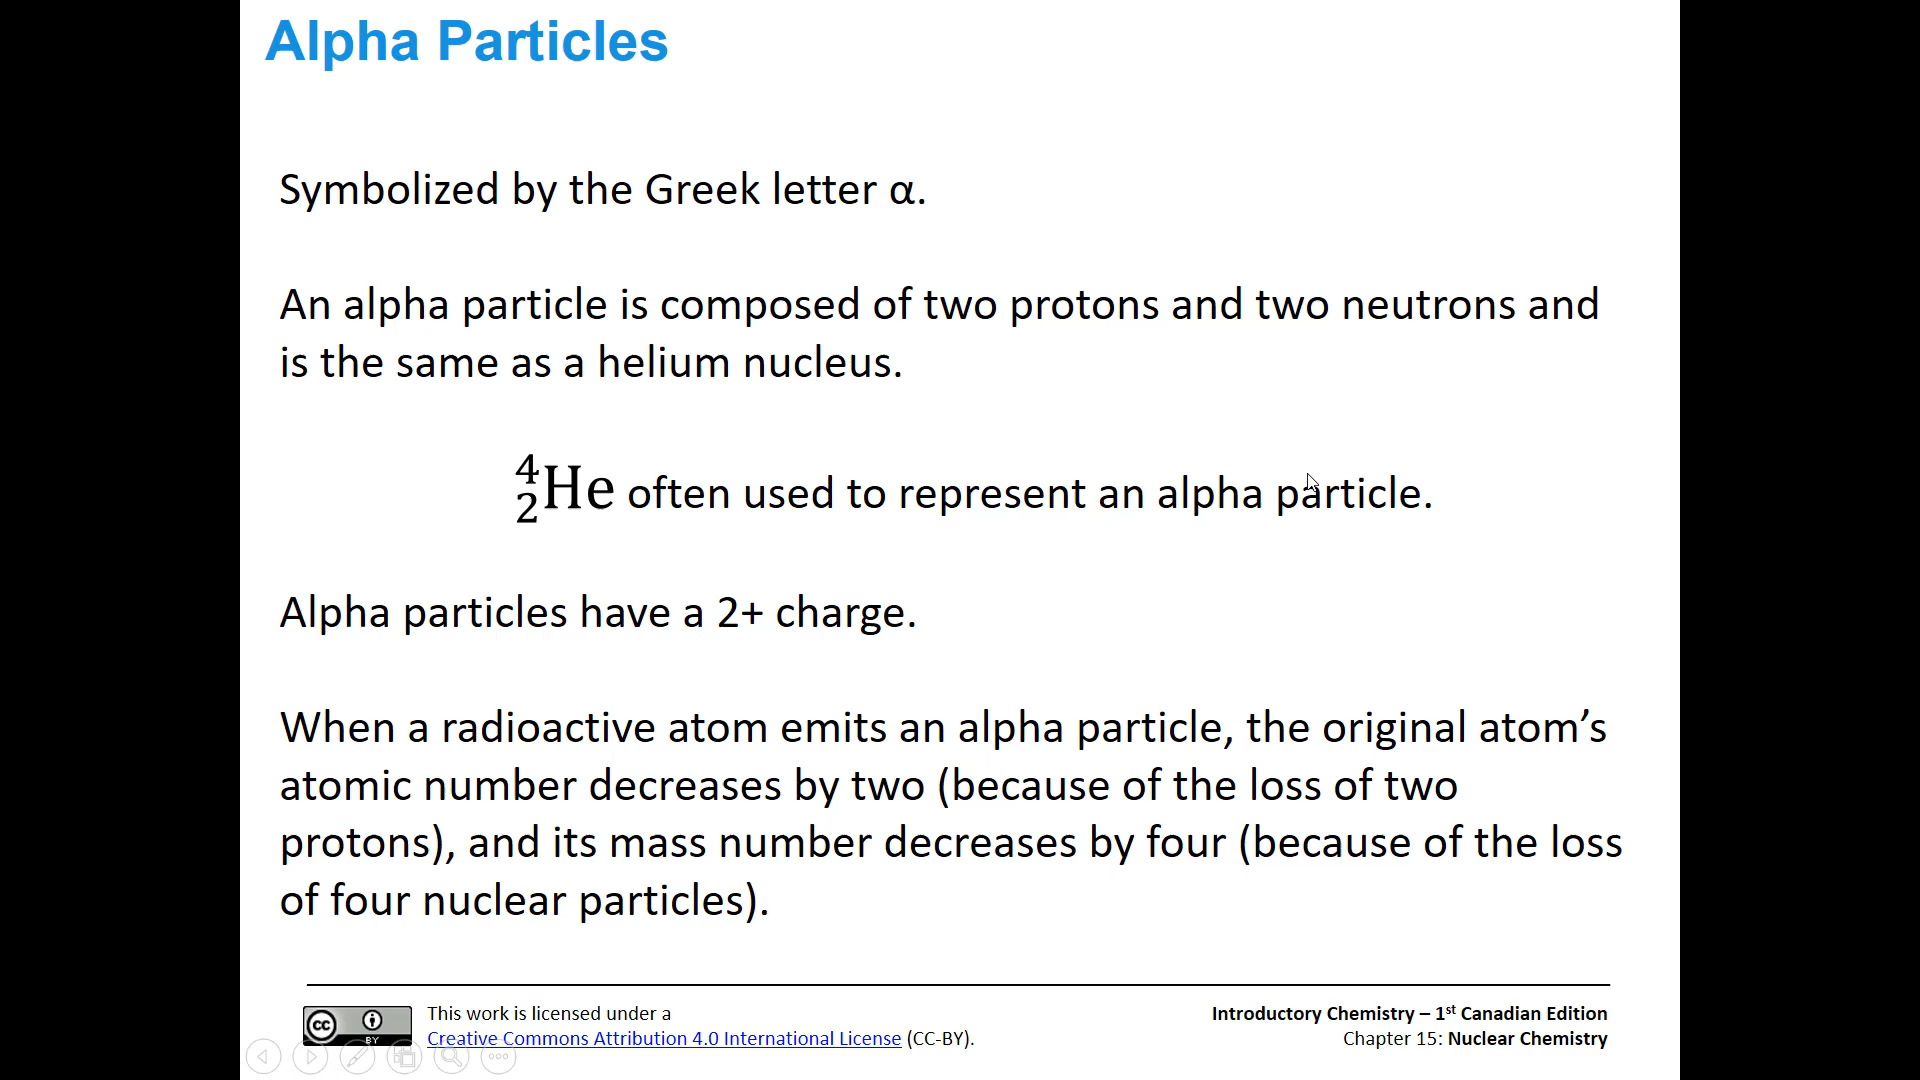 Alpha Particles
Symbolized by the Greek letter α.
An alpha particle is composed of two protons and two neutrons and
is the same as a helium nucleus.
⁴₂He often used to represent an alpha particle.
Alpha particles have a 2+ charge.
When a radioactive atom emits an alpha particle, the original atom’s
atomic number decreases by two (because of the loss of two
protons), and its mass number decreases by four (because of the loss
of four nuclear particles).
cc BY
This work is licensed under a
Creative Commons Attribution 4.0 International License (CC-BY).
Introductory Chemistry – 1st Canadian Edition
Chapter 15: Nuclear Chemistry